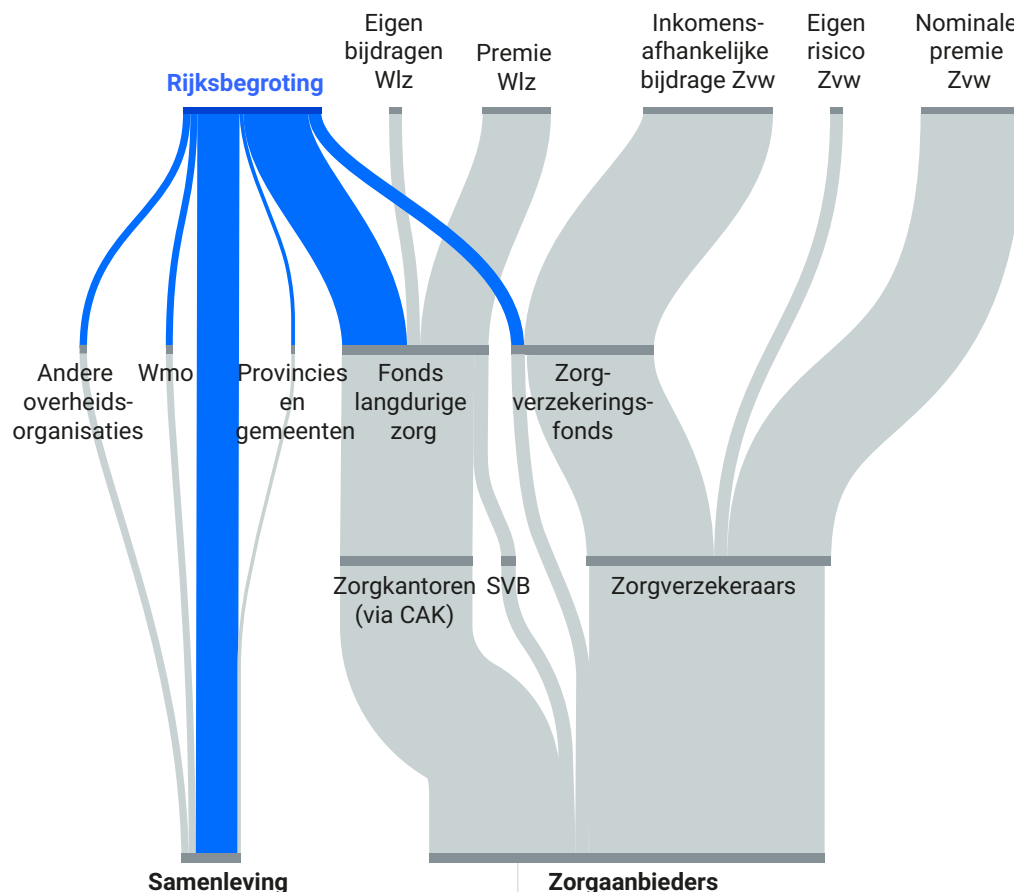 Rijksbegroting
Eigen
bijdragen
Wlz
Premie
Wlz
Inkomens-
afhankelijke
bijdrage Zvw
Eigen
risico
Zvw
Nominale
premie
Zvw
Andere
overheids-
organisaties
Wmo
Provincies
en
gemeenten
Fonds
langdurige
zorg
Zorg-
verzekerings-
fonds
Zorgkantoren
(via CAK)
SVB
Zorgverzekeraars
Samenleving
Zorgaanbieders